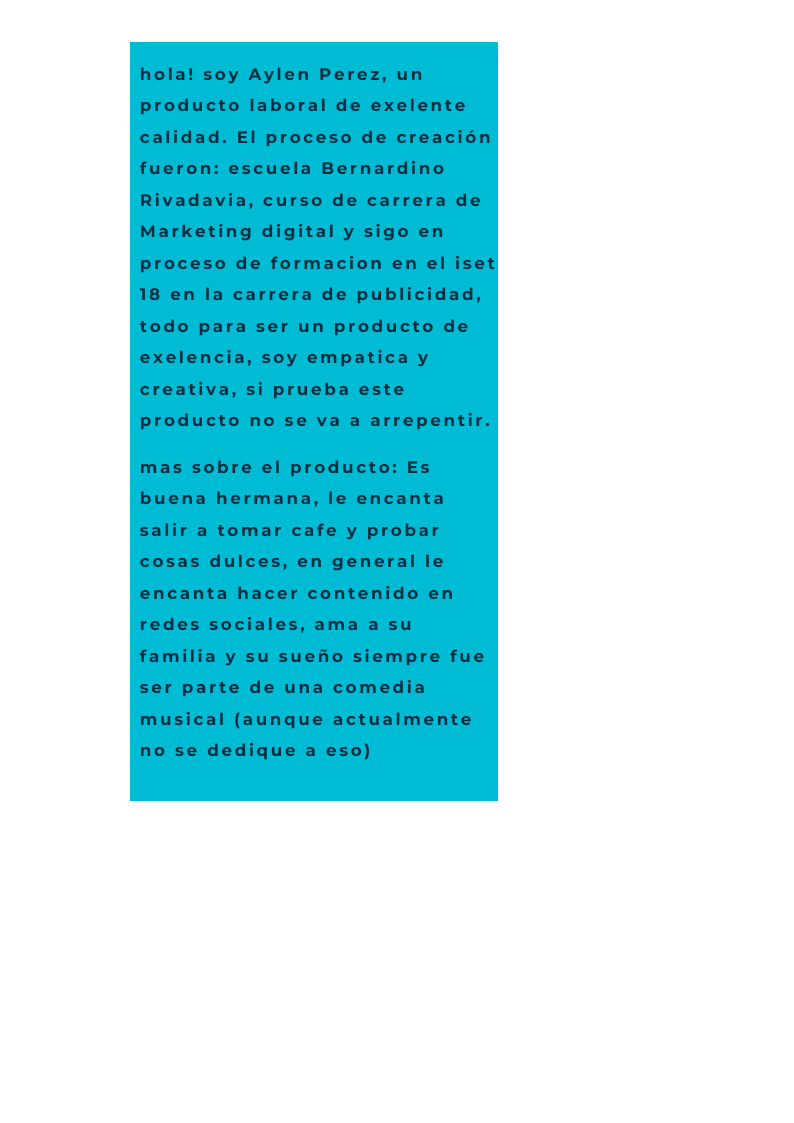 hola! soy Aylen Perez, un
producto laboral de exelente
calidad. El proceso de creación
fueron: escuela Bernardino
Rivadavia, curso de carrera de
Marketing digital y sigo en
proceso de formacion en el iset
18 en la carrera de publicidad,
todo para ser un producto de
exelencia, soy empatica y
creativa, si prueba este
producto no se va a arrepentir.
mas sobre el producto: Es
buena hermana, le encanta
salir a tomar cafe y probar
cosas dulces, en general le
encanta hacer contenido en
redes sociales, ama a su
familia y su sueño siempre fue
ser parte de una comedia
musical (aunque actualmente
no se dedique a eso)